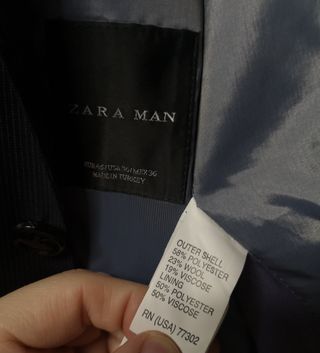 ZARA MAN
MADE IN TURKEY
OUTER SHELL
58% POLYESTER
23% WOOL
19% VISCOSE
LINING
50% POLYESTER
50% VISCOSE
RN (USA) 77302